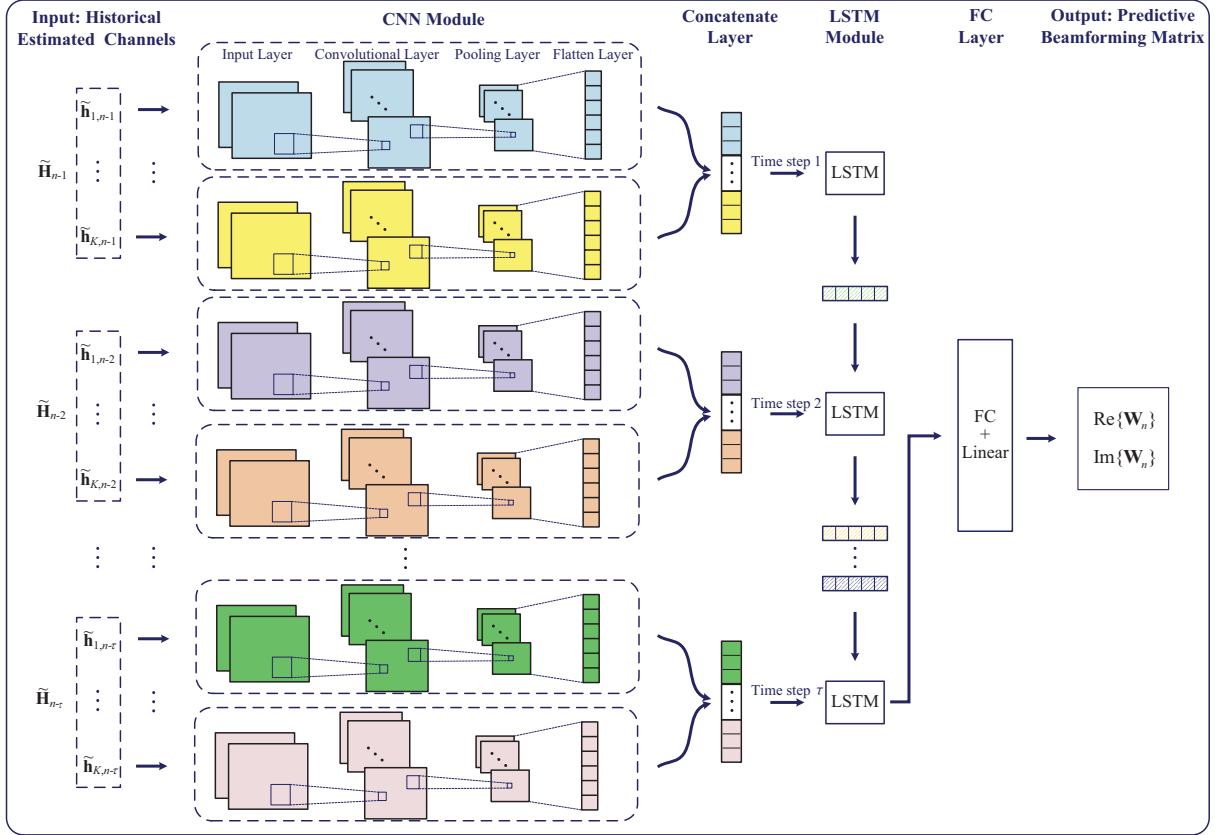 Input: Historical
Estimated Channels
CNN Module
Concatenate
Layer
LSTM
Module
FC
Layer
Output: Predictive
Beamforming Matrix
Input Layer
Convolutional Layer
Pooling Layer
Flatten Layer
H̃ₙ₋₁
h̃₁,ₙ₋₁
⋮
h̃_{K,n-1}
Time step 1
LSTM
H̃ₙ₋₂
h̃₁,ₙ₋₂
⋮
h̃_{K,n-2}
Time step 2
LSTM
⋮
H̃_{n-τ}
h̃_{1,n-τ}
⋮
h̃_{K,n-τ}
Time step τ
LSTM
FC
+
Linear
Re{Wₙ}
Im{Wₙ}